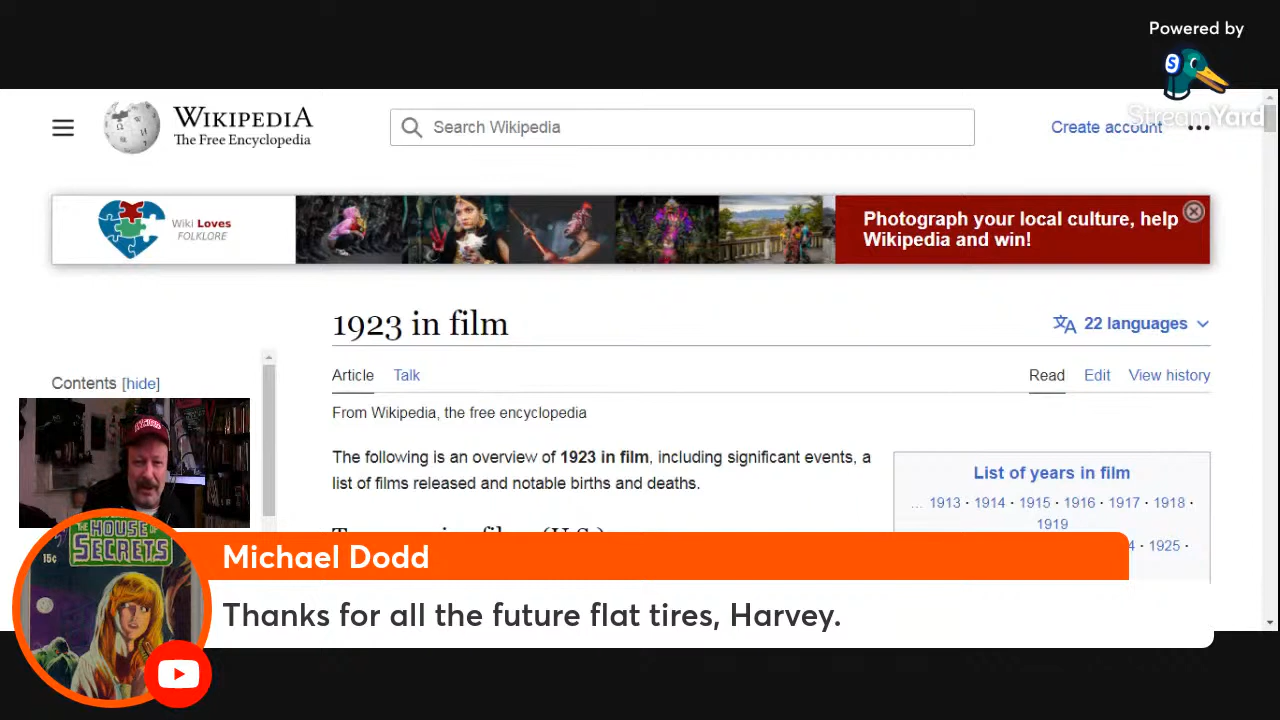 Powered by
StreamYard
WIKIPEDIA
The Free Encyclopedia
Search Wikipedia
Create account
Wiki Loves
FOLKLORE
Photograph your local culture, help
Wikipedia and win!
1923 in film
22 languages
Contents [hide]
Article Talk
Read Edit View history
From Wikipedia, the free encyclopedia
The following is an overview of 1923 in film, including significant events, a
list of films released and notable births and deaths.
List of years in film
... 1913 · 1914 · 1915 · 1916 · 1917 · 1918 ·
1919
4 · 1925 ·
THE HOUSE OF
SECRETS
15¢
Michael Dodd
Thanks for all the future flat tires, Harvey.